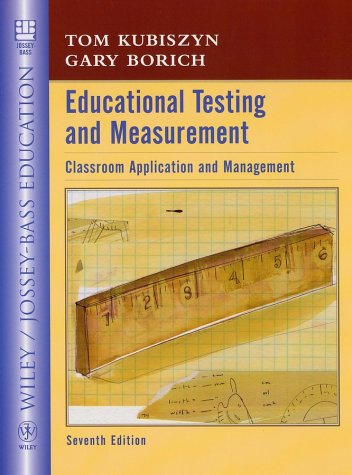 JOSSEY-
BASS
WILEY / JOSSEY-BASS EDUCATION
WILEY
TOM KUBISZYN
GARY BORICH
Educational Testing
and Measurement
Classroom Application and Management
1 2 3 4 5 6
Seventh Edition